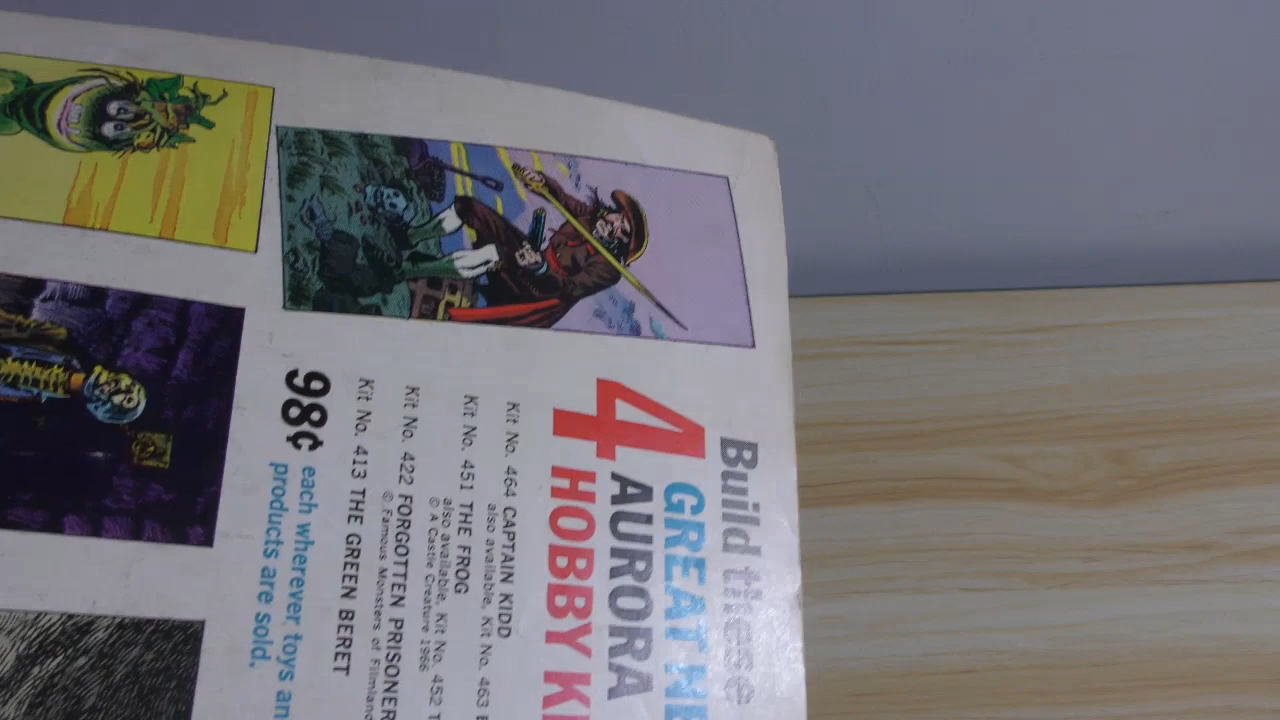 Build these
4 GREAT NE
AURORA
HOBBY KI
Kit No. 464 CAPTAIN KIDD
also available, Kit No. 463
Kit No. 451 THE FROG
also available, Kit No. 452
© A Castle Creature 1966
Kit No. 422 FORGOTTEN PRISONER
© Famous Monsters of Filmland
Kit No. 413 THE GREEN BERET
98¢ each wherever toys an
products are sold.